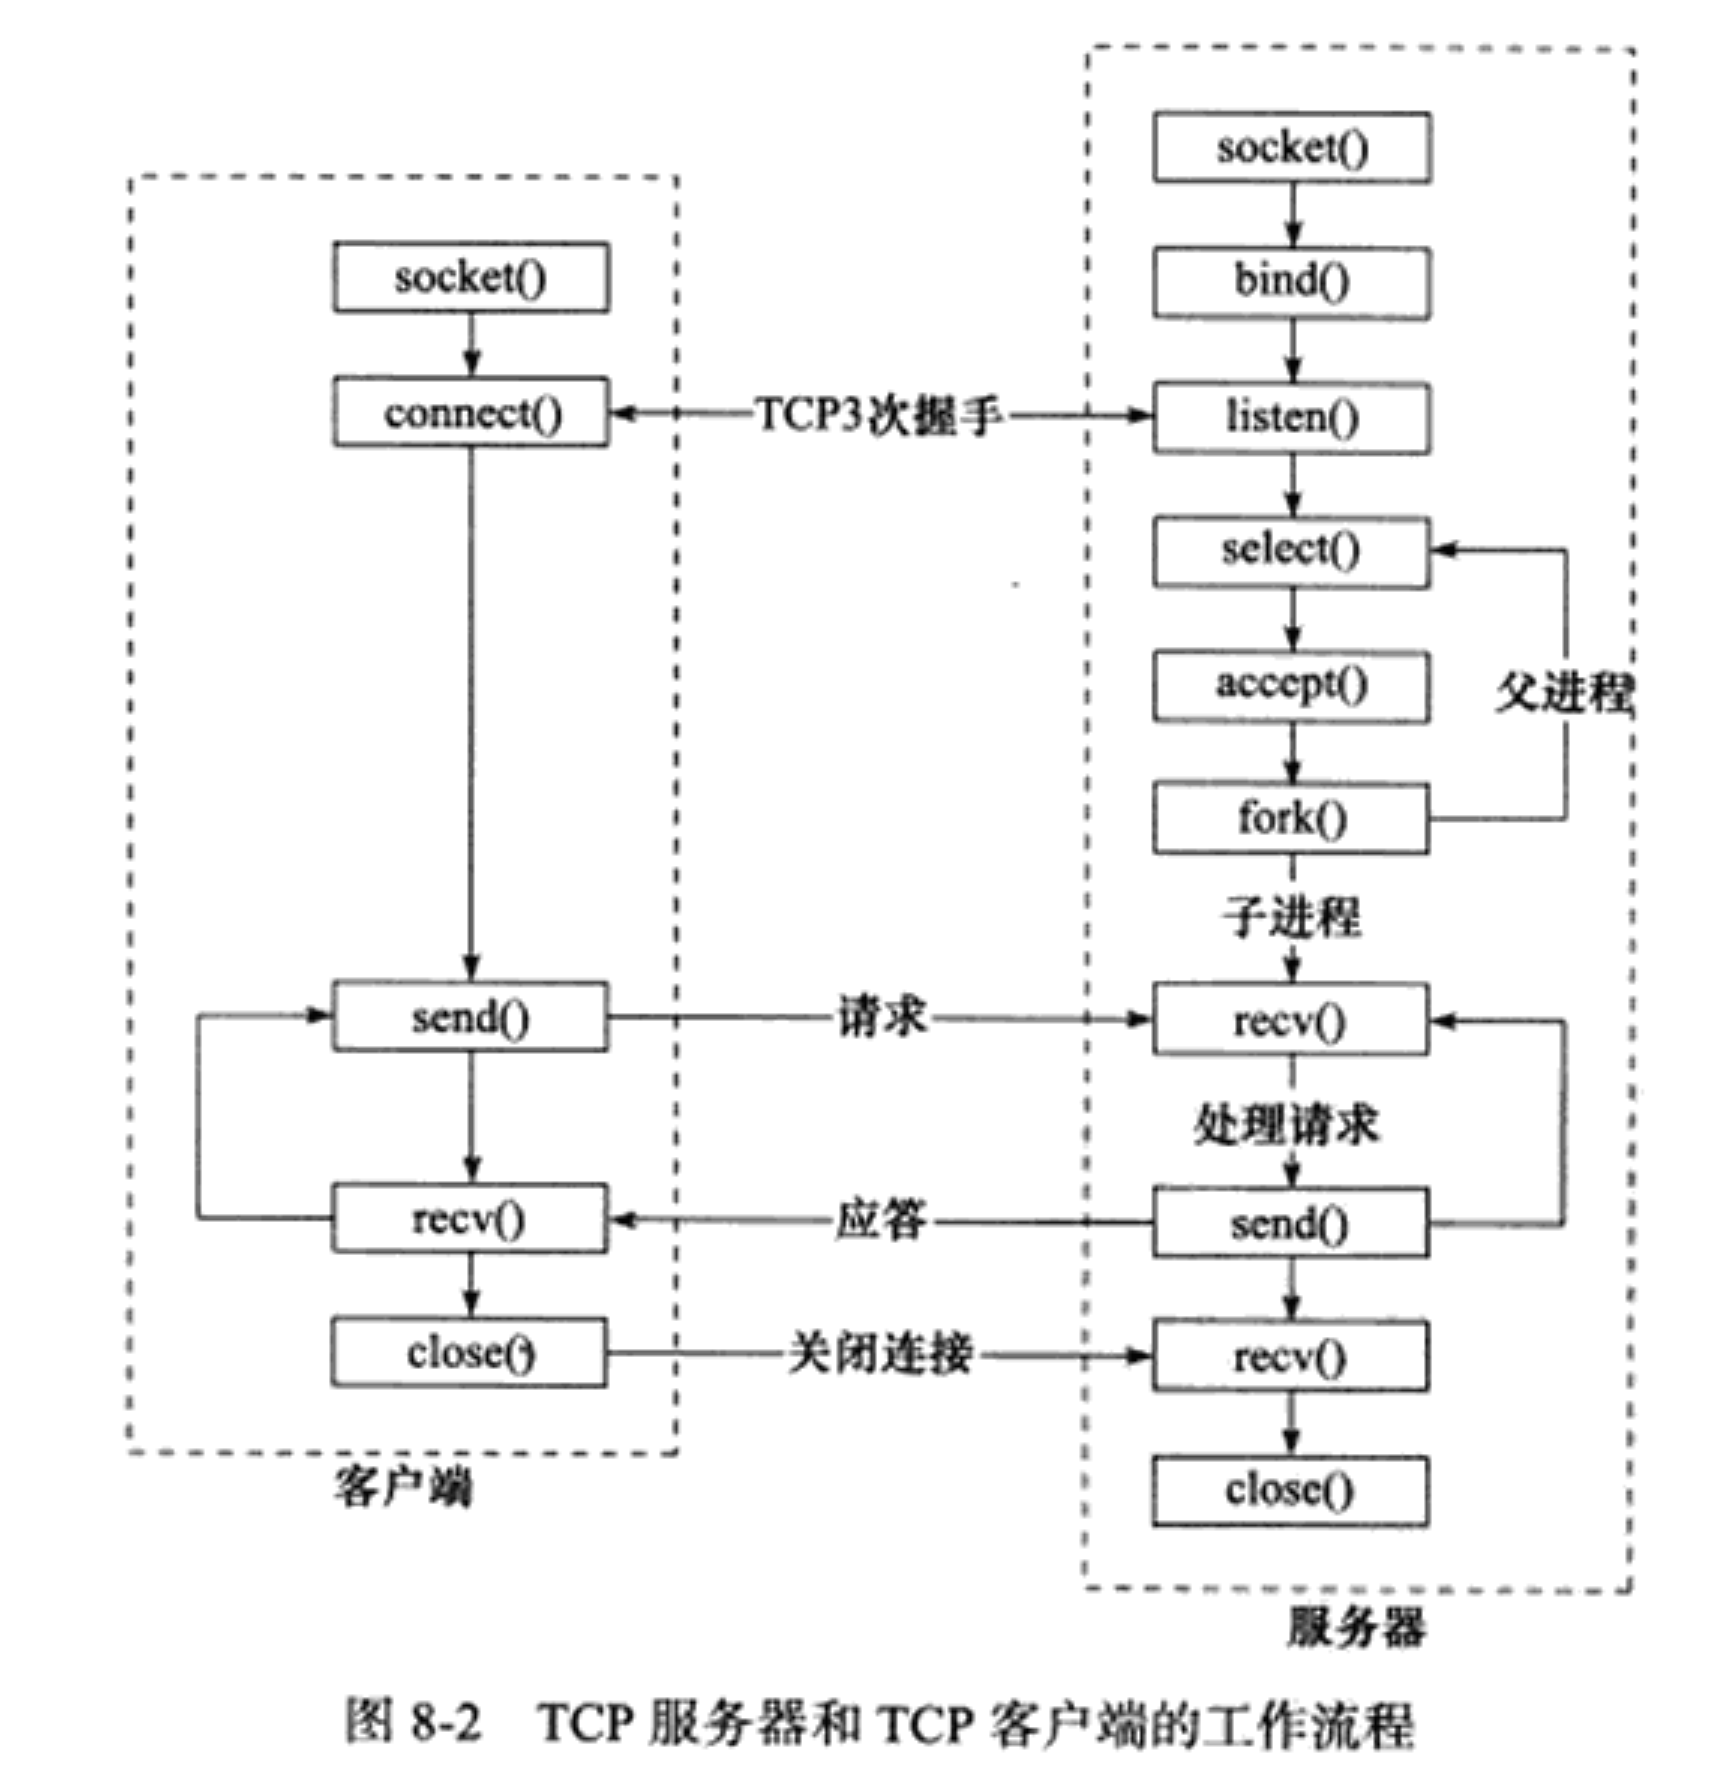 socket()
connect()
send()
recv()
close()
客户端
TCP3次握手
请求
应答
关闭连接
socket()
bind()
listen()
select()
accept()
fork()
父进程
子进程
recv()
处理请求
send()
recv()
close()
服务器
图 8-2 TCP 服务器和 TCP 客户端的工作流程